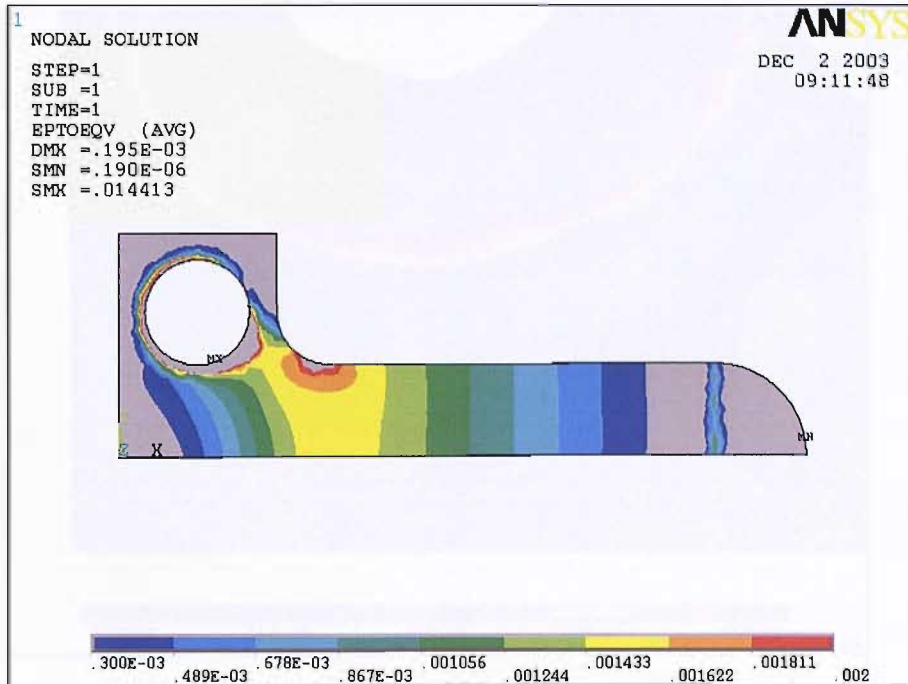 1
ANSYS
NODAL SOLUTION
STEP=1
SUB =1
TIME=1
EPTOEQV (AVG)
DMX =.195E-03
SMN =.190E-06
SMX =.014413
DEC 2 2003
09:11:48
MX
Z X
MN
.300E-03 .678E-03 .001056 .001433 .001811
.489E-03 .867E-03 .001244 .001622 .002